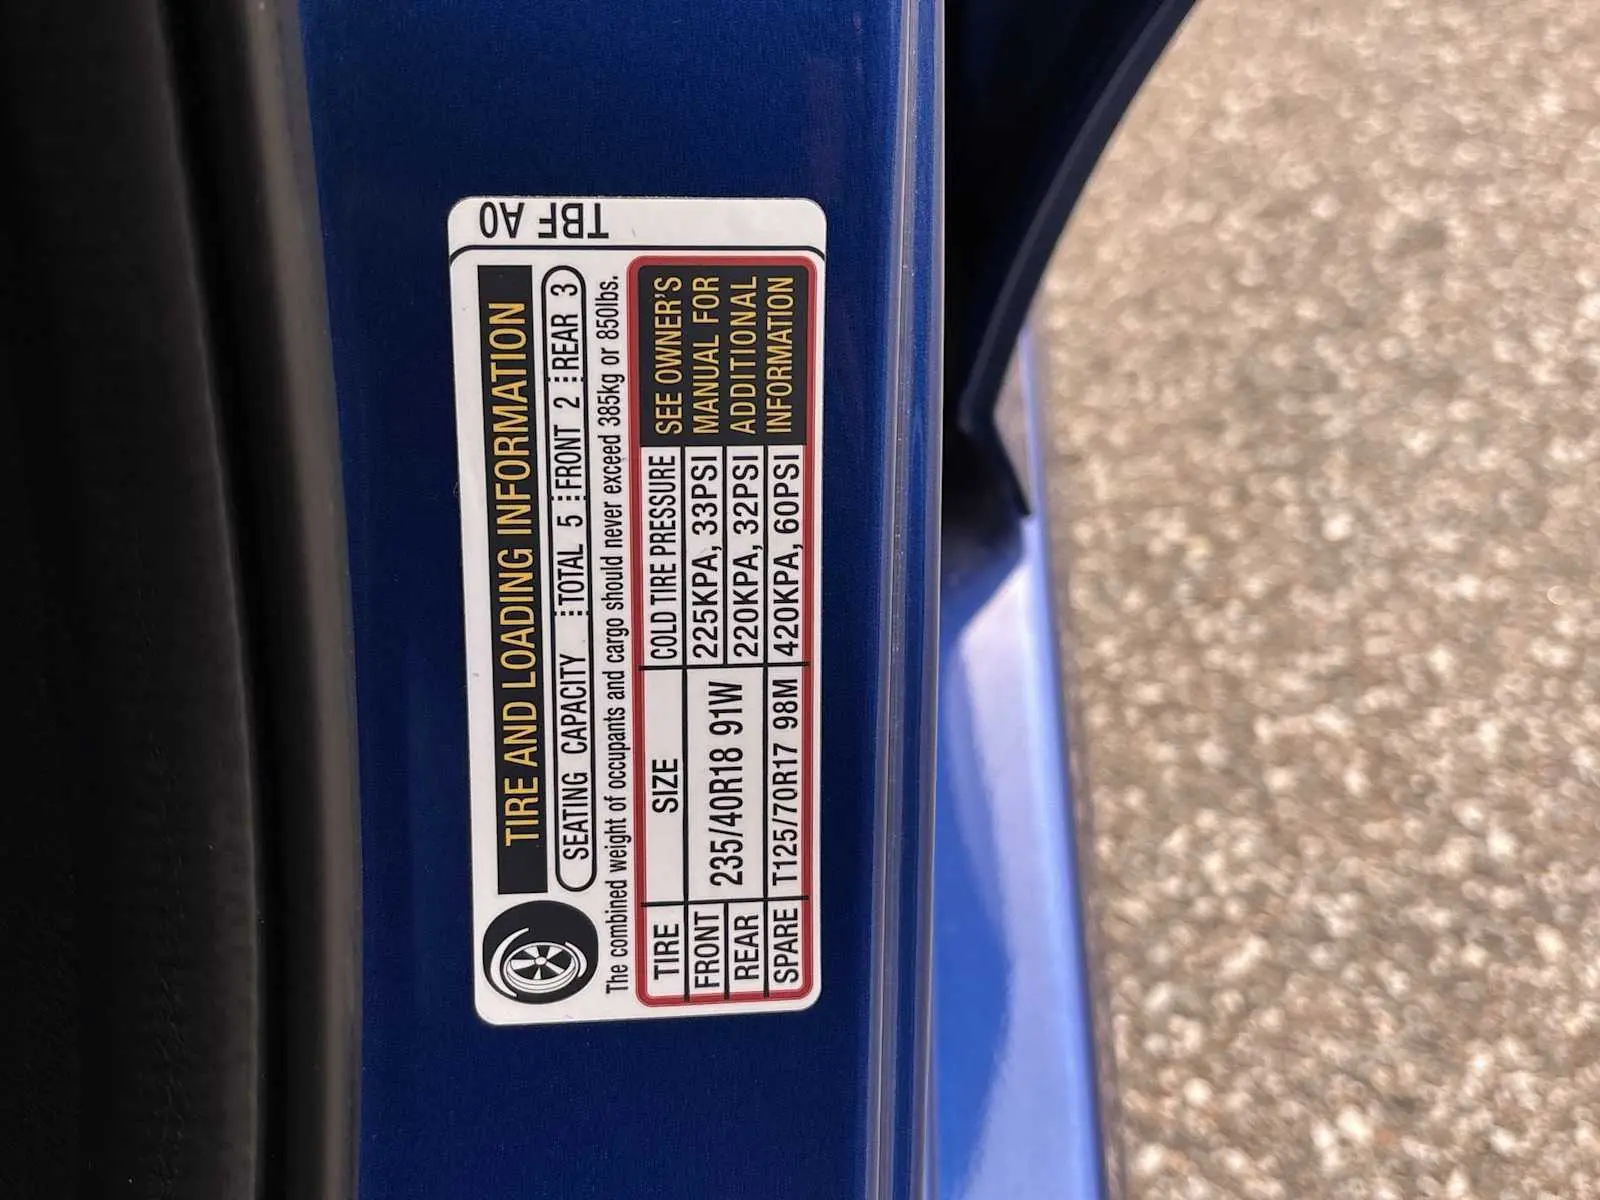 TBF A0
TIRE AND LOADING INFORMATION
SEATING CAPACITY TOTAL 5 FRONT 2 REAR 3
The combined weight of occupants and cargo should never exceed 385kg or 850lbs.
TIRE SIZE COLD TIRE PRESSURE
FRONT 235/40R18 91W 225KPA, 33PSI
REAR 220KPA, 32PSI
SPARE T125/70R17 98M 420KPA, 60PSI
SEE OWNER'S
MANUAL FOR
ADDITIONAL
INFORMATION